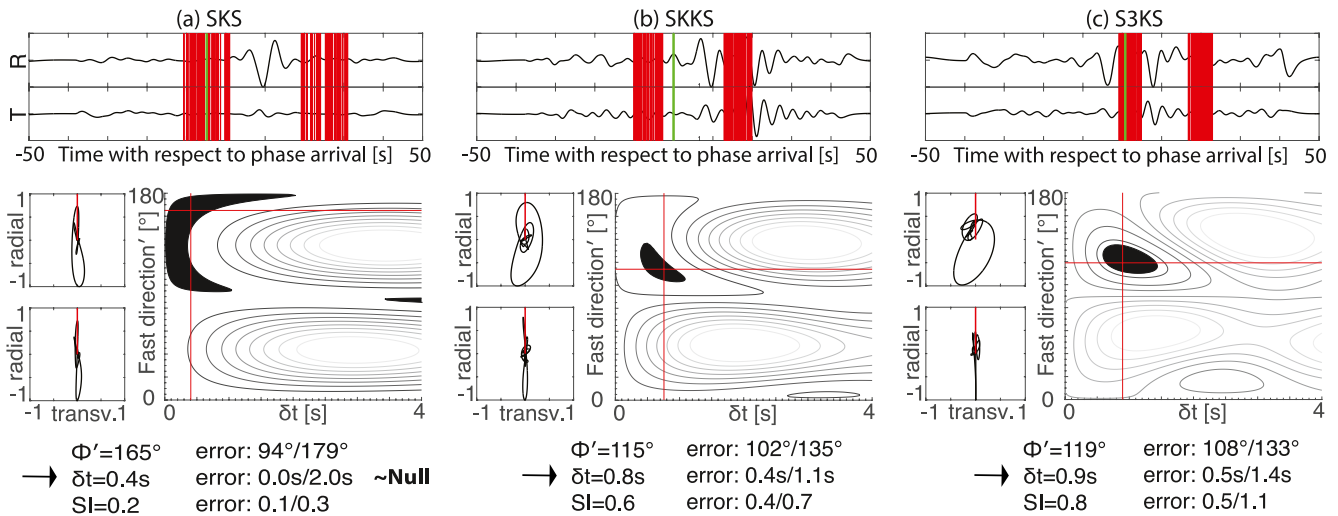 (a) SKS (b) SKKS (c) S3KS
R
T
-50 Time with respect to phase arrival [s] 50
-50 Time with respect to phase arrival [s] 50
-50 Time with respect to phase arrival [s] 50
1
radial
-1
1
radial
-1
-1 transv. 1
180
Fast direction′ [°]
0
0 δt [s] 4
1
radial
-1
1
radial
-1
-1 transv. 1
180
Fast direction′ [°]
0
0 δt [s] 4
1
radial
-1
1
radial
-1
-1 transv. 1
180
Fast direction′ [°]
0
0 δt [s] 4
Φ′=165° error: 94°/179°
δt=0.4s error: 0.0s/2.0s ~Null
SI=0.2 error: 0.1/0.3
Φ′=115° error: 102°/135°
δt=0.8s error: 0.4s/1.1s
SI=0.6 error: 0.4/0.7
Φ′=119° error: 108°/133°
δt=0.9s error: 0.5s/1.4s
SI=0.8 error: 0.5/1.1